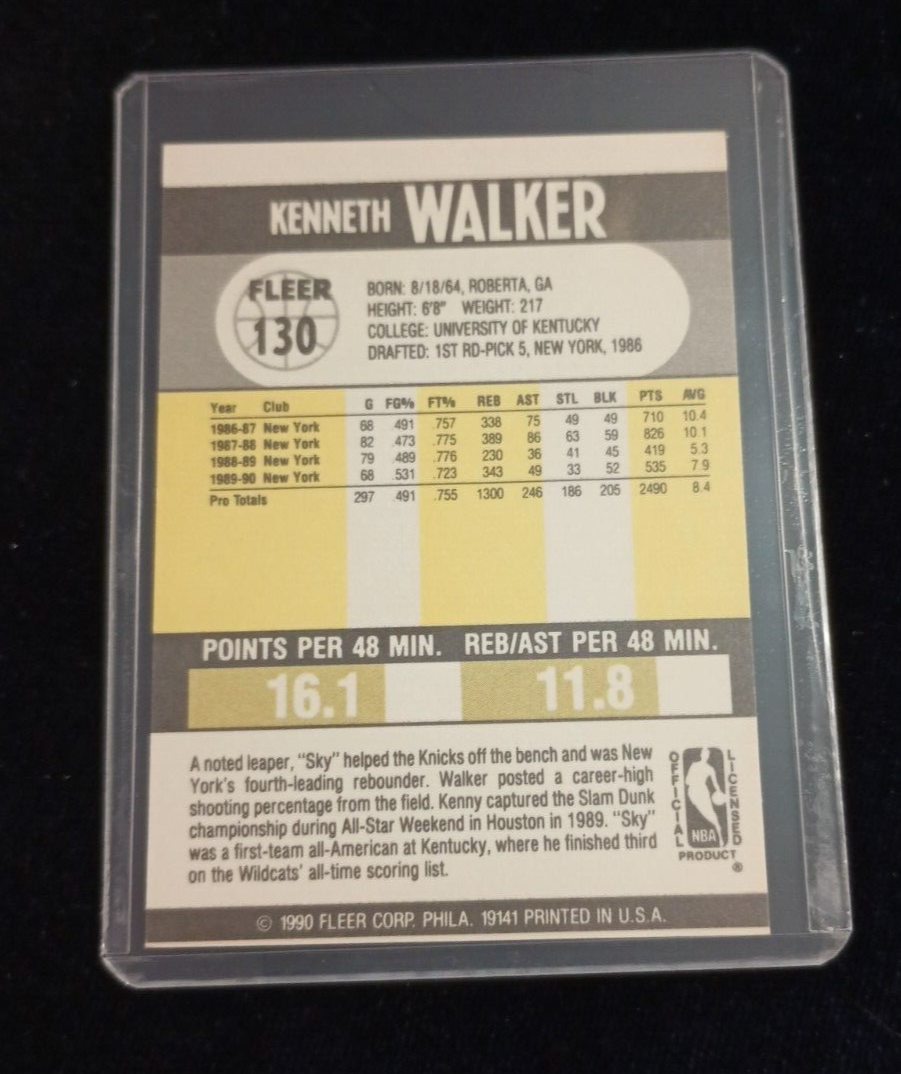 KENNETH WALKER
FLEER
130
BORN: 8/18/64, ROBERTA, GA
HEIGHT: 6'8" WEIGHT: 217
COLLEGE: UNIVERSITY OF KENTUCKY
DRAFTED: 1ST RD-PICK 5, NEW YORK, 1986
Year Club G FG% FT% REB AST STL BLK PTS AVG
1986-87 New York 68 .491 .757 338 75 49 49 710 10.4
1987-88 New York 82 .473 .775 389 86 63 59 826 10.1
1988-89 New York 79 .489 .776 230 36 41 45 419 5.3
1989-90 New York 68 .531 .723 343 49 33 52 535 7.9
Pro Totals 297 .491 .755 1300 246 186 205 2490 8.4
POINTS PER 48 MIN. REB/AST PER 48 MIN.
16.1 11.8
A noted leaper, "Sky" helped the Knicks off the bench and was New
York's fourth-leading rebounder. Walker posted a career-high
shooting percentage from the field. Kenny captured the Slam Dunk
championship during All-Star Weekend in Houston in 1989. "Sky"
was a first-team all-American at Kentucky, where he finished third
on the Wildcats' all-time scoring list.
OFFICIAL
NBA
LICENSED
PRODUCT
®
© 1990 FLEER CORP. PHILA. 19141 PRINTED IN U.S.A.